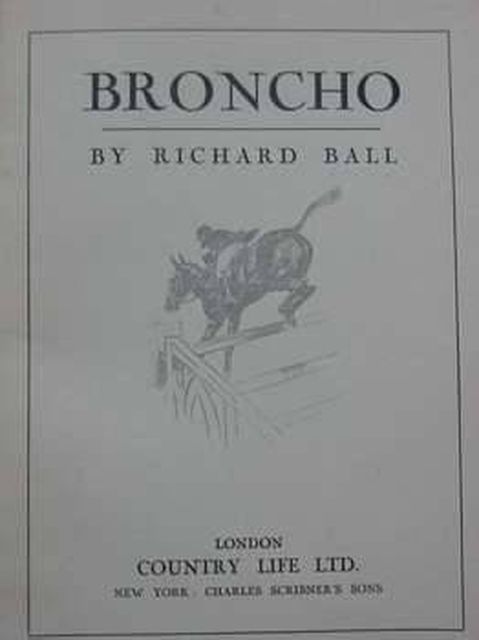 BRONCHO
BY RICHARD BALL
LONDON
COUNTRY LIFE LTD.
NEW YORK: CHARLES SCRIBNER'S SONS